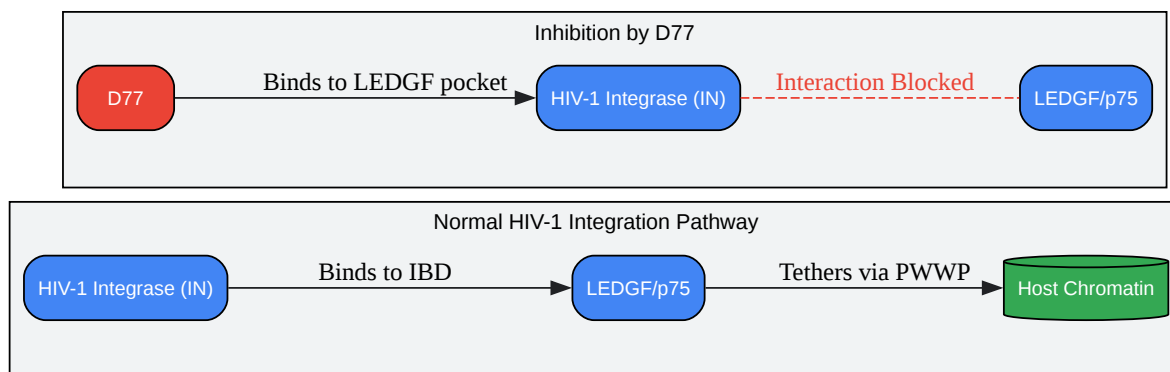 Inhibition by D77
D77
Binds to LEDGF pocket
HIV-1 Integrase (IN)
Interaction Blocked
LEDGF/p75
Normal HIV-1 Integration Pathway
HIV-1 Integrase (IN)
Binds to IBD
LEDGF/p75
Tethers via PWWP
Host Chromatin